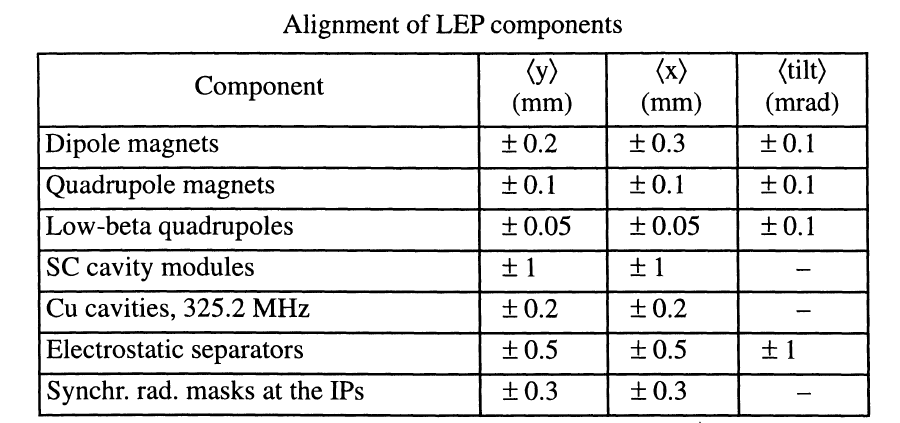 Alignment of LEP components
Component ⟨y⟩ (mm) ⟨x⟩ (mm) ⟨tilt⟩ (mrad)
Dipole magnets ± 0.2 ± 0.3 ± 0.1
Quadrupole magnets ± 0.1 ± 0.1 ± 0.1
Low-beta quadrupoles ± 0.05 ± 0.05 ± 0.1
SC cavity modules ± 1 ± 1 –
Cu cavities, 325.2 MHz ± 0.2 ± 0.2 –
Electrostatic separators ± 0.5 ± 0.5 ± 1
Synchr. rad. masks at the IPs ± 0.3 ± 0.3 –